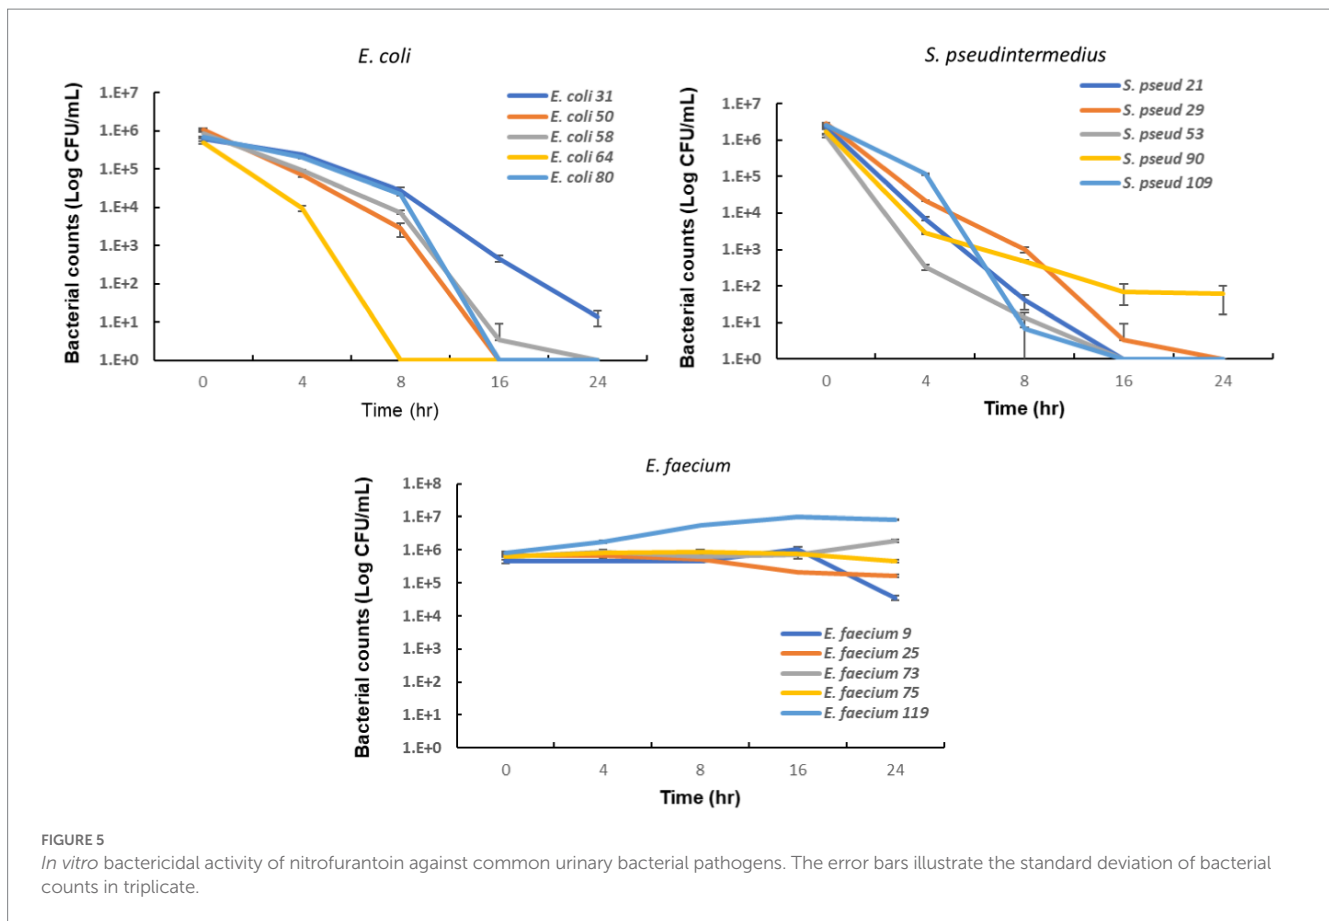 E. coli
1.E+7
1.E+6
1.E+5
1.E+4
1.E+3
1.E+2
1.E+1
1.E+0
Bacterial counts (Log CFU/mL)
E. coli 31
E. coli 50
E. coli 58
E. coli 64
E. coli 80
0 4 8 16 24
Time (hr)
S. pseudintermedius
1.E+7
1.E+6
1.E+5
1.E+4
1.E+3
1.E+2
1.E+1
1.E+0
Bacterial counts (Log CFU/mL)
S. pseud 21
S. pseud 29
S. pseud 53
S. pseud 90
S. pseud 109
0 4 8 16 24
Time (hr)
E. faecium
1.E+8
1.E+7
1.E+6
1.E+5
1.E+4
1.E+3
1.E+2
1.E+1
1.E+0
Bacterial counts (Log CFU/mL)
E. faecium 9
E. faecium 25
E. faecium 73
E. faecium 75
E. faecium 119
0 4 8 16 24
Time (hr)
FIGURE 5
In vitro bactericidal activity of nitrofurantoin against common urinary bacterial pathogens. The error bars illustrate the standard deviation of bacterial
counts in triplicate.